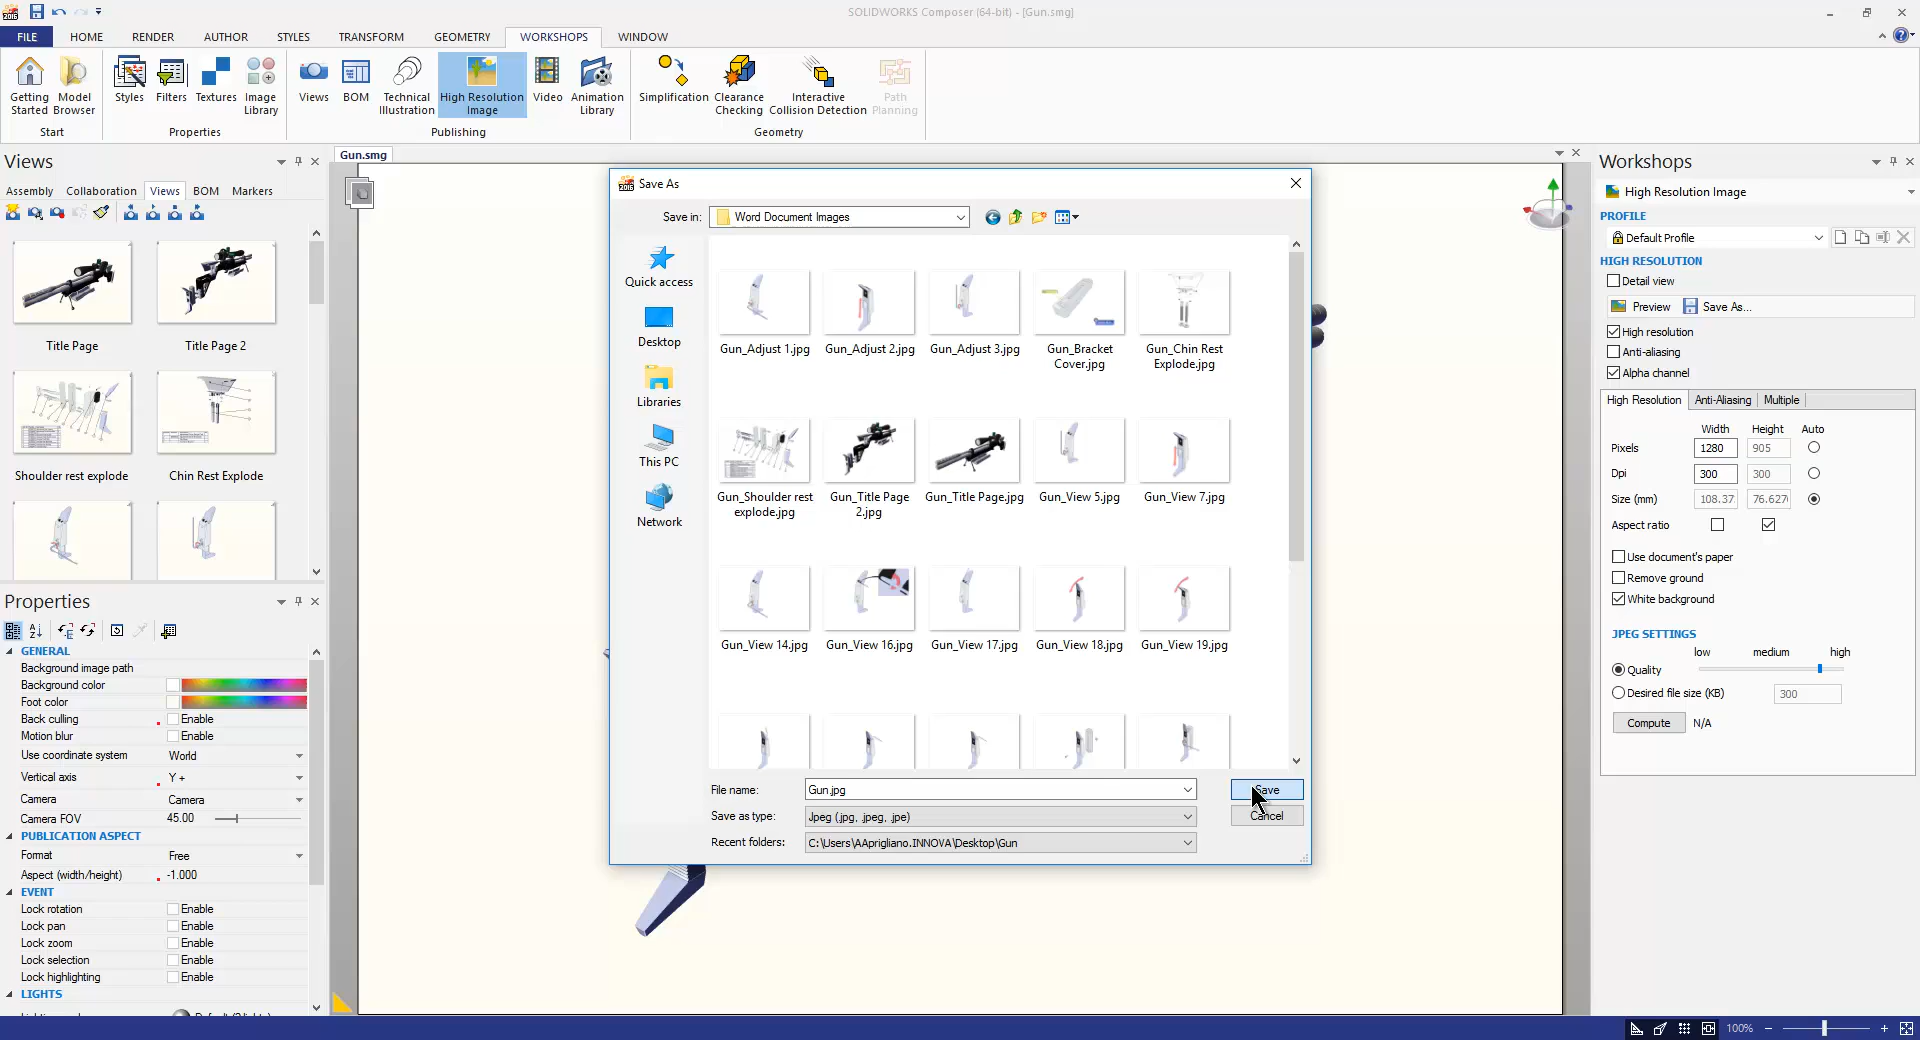 SOLIDWORKS Composer (64-bit) - [Gun.smg]
FILE HOME RENDER AUTHOR STYLES TRANSFORM GEOMETRY WORKSHOPS WINDOW
Getting Started
Model Browser
Styles
Filters
Textures
Image Library
Views
BOM
Technical Illustration
High Resolution Image
Video
Animation Library
Simplification
Clearance Checking
Interactive Collision Detection
Path Planning
Start Properties Publishing Geometry
Views
Assembly Collaboration Views BOM Markers
Title Page
Title Page 2
Shoulder rest explode
Chin Rest Explode
Properties
GENERAL
Background image path
Background color
Foot color
Back culling Enable
Motion blur Enable
Use coordinate system World
Vertical axis Y +
Camera Camera
Camera FOV 45.00
PUBLICATION ASPECT
Format Free
Aspect (width/height) -1.000
EVENT
Lock rotation Enable
Lock pan Enable
Lock zoom Enable
Lock selection Enable
Lock highlighting Enable
LIGHTS
Gun.smg
Save As
Save in: Word Document Images
Quick access
Desktop
Libraries
This PC
Network
Gun_Adjust 1.jpg
Gun_Adjust 2.jpg
Gun_Adjust 3.jpg
Gun_Bracket Cover.jpg
Gun_Chin Rest Explode.jpg
Gun_Shoulder rest explode.jpg
Gun_Title Page 2.jpg
Gun_Title Page.jpg
Gun_View 5.jpg
Gun_View 7.jpg
Gun_View 14.jpg
Gun_View 16.jpg
Gun_View 17.jpg
Gun_View 18.jpg
Gun_View 19.jpg
File name: Gun.jpg Save
Save as type: Jpeg (.jpg, .jpeg, .jpe) Cancel
Recent folders: C:\Users\AAprigliano.INNOVA\Desktop\Gun
Workshops
High Resolution Image
PROFILE
Default Profile
HIGH RESOLUTION
Detail view
Preview Save As...
High resolution
Anti-aliasing
Alpha channel
High Resolution Anti-Aliasing Multiple
Width Height Auto
Pixels 1280 905
Dpi 300 300
Size (mm) 108.37 76.627
Aspect ratio
Use document's paper
Remove ground
White background
JPEG SETTINGS
low medium high
Quality
Desired file size (KB) 300
Compute N/A
100%